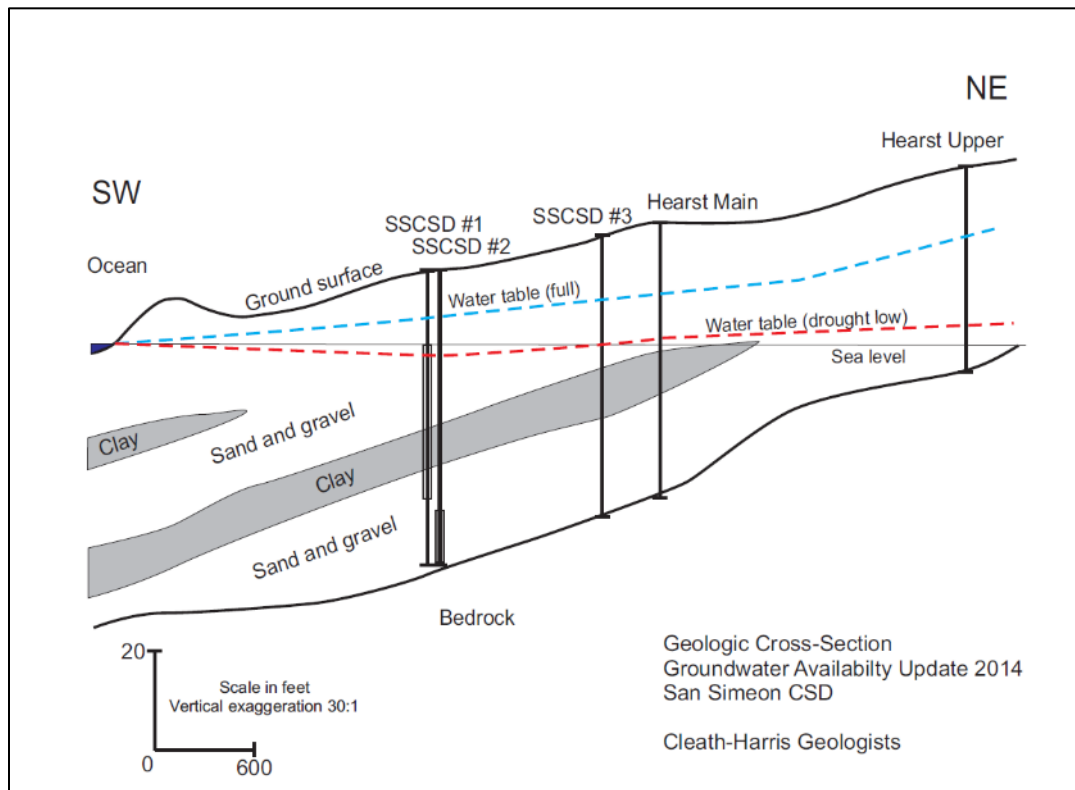 NE
Hearst Upper
SW
Hearst Main
SSCSD #3
SSCSD #1
SSCSD #2
Ocean
Ground surface
Water table (full)
Water table (drought low)
Sea level
Clay
Sand and gravel
Clay
Sand and gravel
Bedrock
20
Scale in feet
Vertical exaggeration 30:1
0
600
Geologic Cross-Section
Groundwater Availabilty Update 2014
San Simeon CSD
Cleath-Harris Geologists